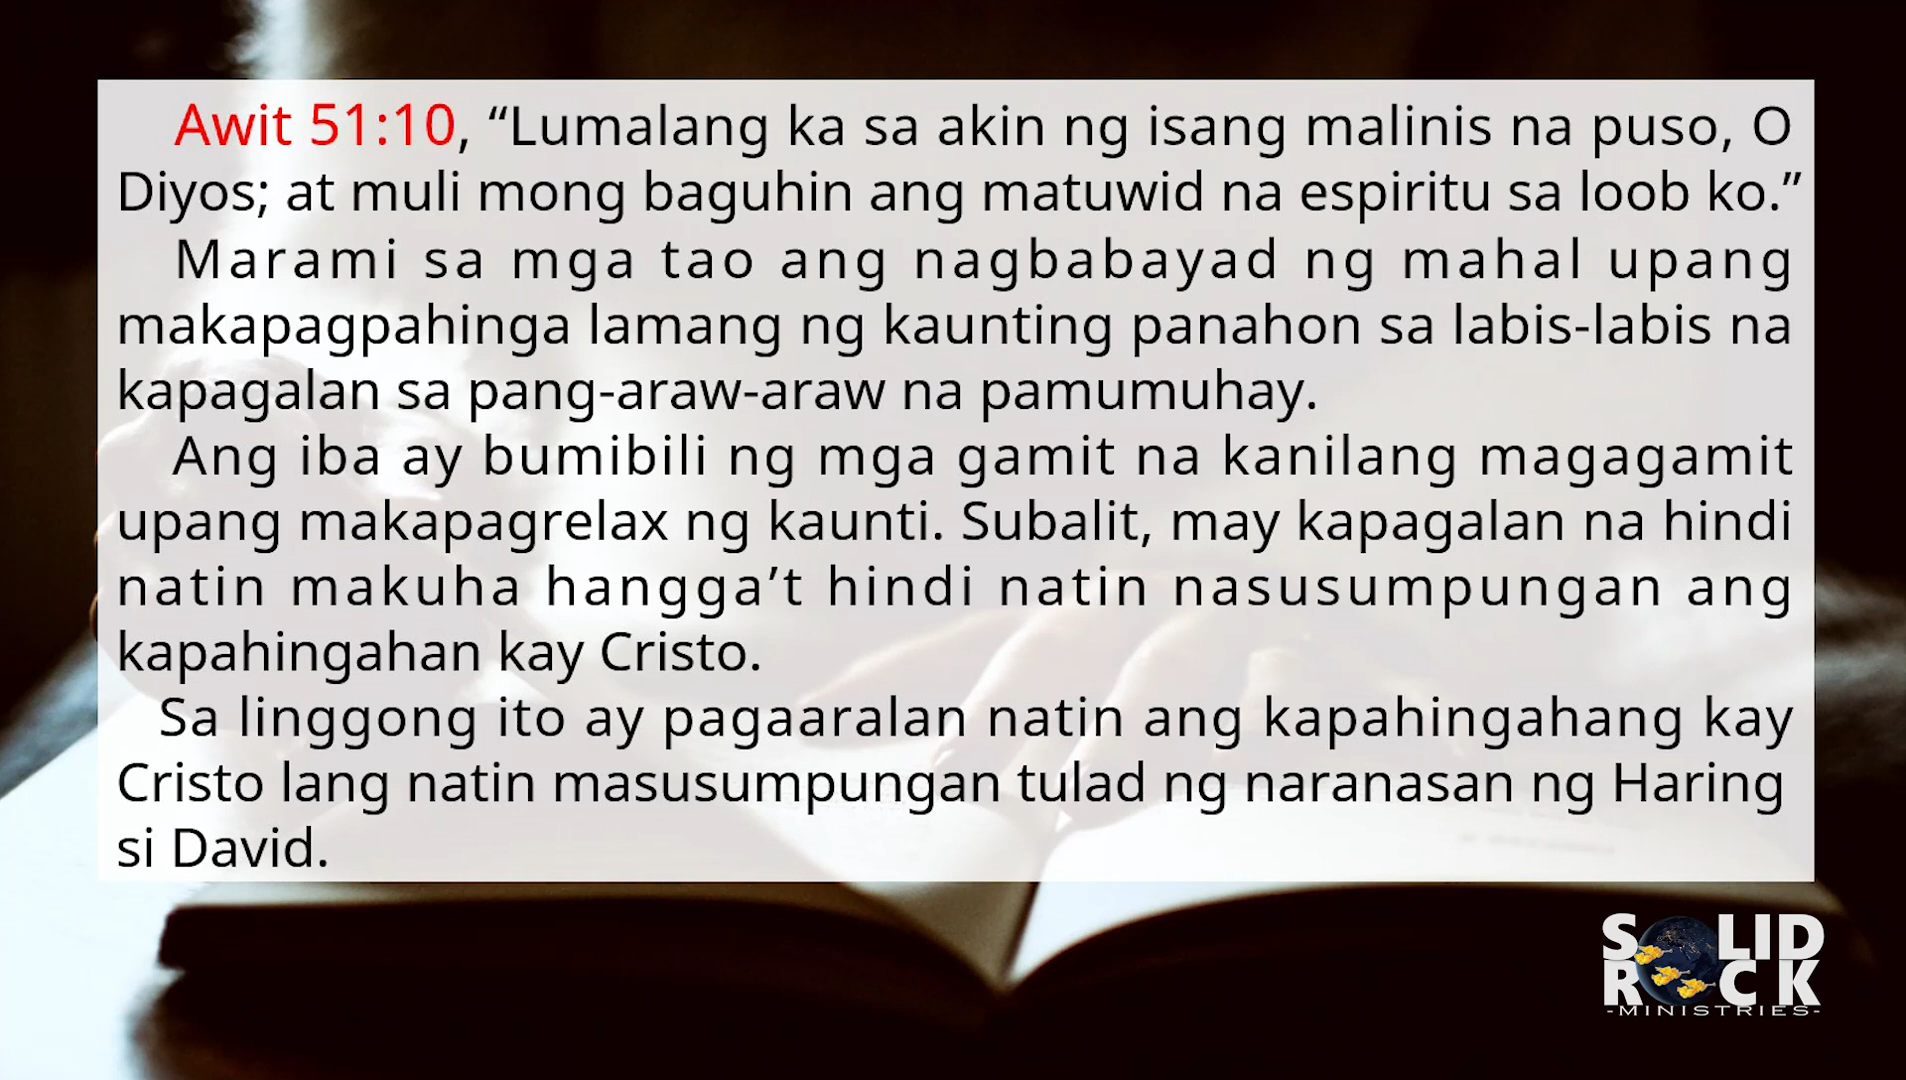 Awit 51:10, “Lumalang ka sa akin ng isang malinis na puso, O
Diyos; at muli mong baguhin ang matuwid na espiritu sa loob ko.”
Marami sa mga tao ang nagbabayad ng mahal upang
makapagpahinga lamang ng kaunting panahon sa labis-labis na
kapagalan sa pang-araw-araw na pamumuhay.
Ang iba ay bumibili ng mga gamit na kanilang magagamit
upang makapagrelax ng kaunti. Subalit, may kapagalan na hindi
natin makuha hangga’t hindi natin nasusumpungan ang
kapahingahan kay Cristo.
Sa linggong ito ay pagaaralan natin ang kapahingahang kay
Cristo lang natin masusumpungan tulad ng naranasan ng Haring
si David.
SOLID
ROCK
-MINISTRIES-